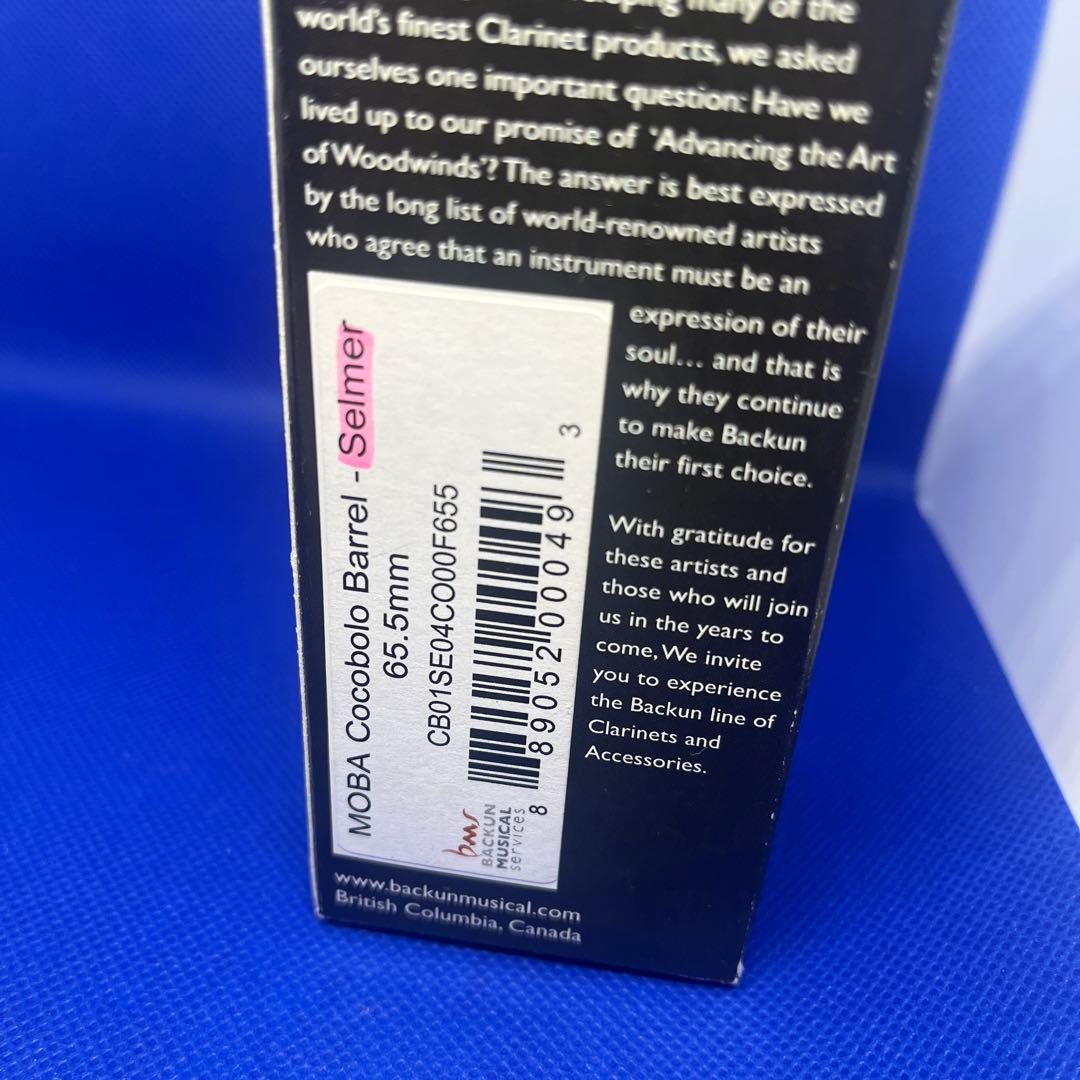 many of the
world's finest Clarinet products, we asked
ourselves one important question: Have we
lived up to our promise of 'Advancing the Art
of Woodwinds'? The answer is best expressed
by the long list of world-renowned artists
who agree that an instrument must be an
expression of their
soul... and that is
why they continue
to make Backun
their first choice.
With gratitude for
these artists and
those who will join
us in the years to
come, We invite
you to experience
the Backun line of
Clarinets and
Accessories.
MOBA Cocobolo Barrel - Selmer
65.5mm
CB01SE04CO00F655
8 89052 00049 3
bms
BACKUN
MUSICAL
services
www.backunmusical.com
British Columbia, Canada